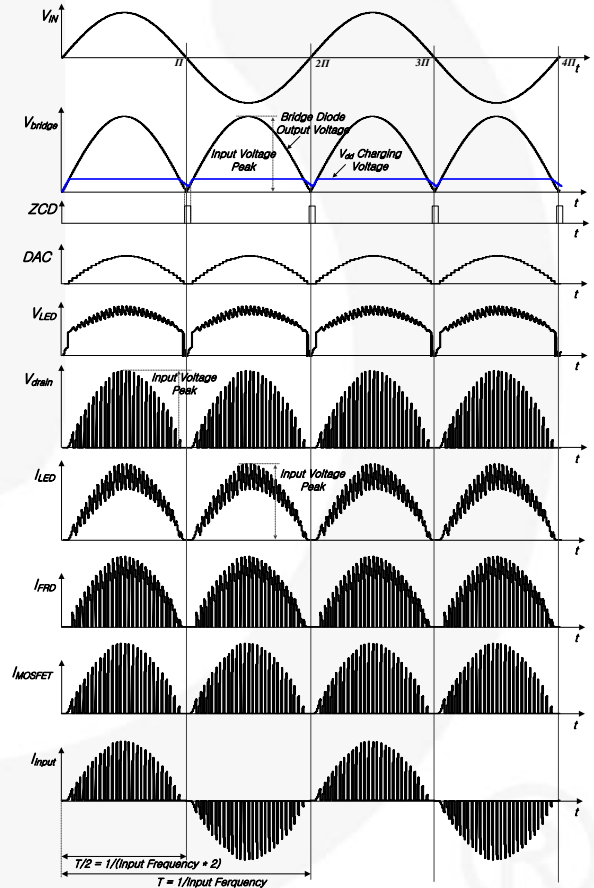 V_IN
Π 2Π 3Π 4Π
t
V_bridge
Bridge Diode
Output Voltage
Input Voltage
Peak
V_dd Charging
Voltage
t
ZCD
t
DAC
t
V_LED
t
V_drain
Input Voltage
Peak
t
I_LED
Input Voltage
Peak
t
I_FRD
t
I_MOSFET
t
I_input
t
T/2 = 1/(Input Frequency * 2)
T = 1/Input Ferquency